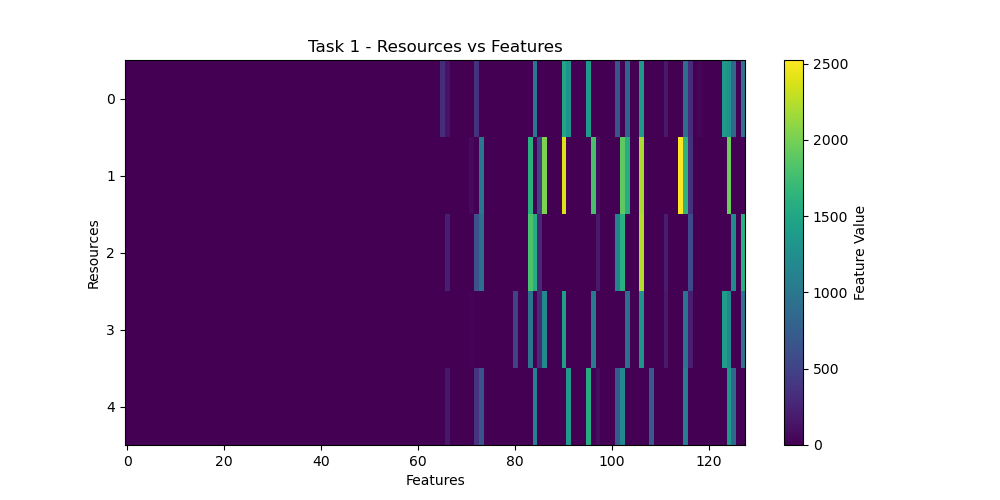 Task 1 - Resources vs Features
0
1
2
3
4
Resources
0 20 40 60 80 100 120
Features
2500
2000
1500
1000
500
0
Feature Value